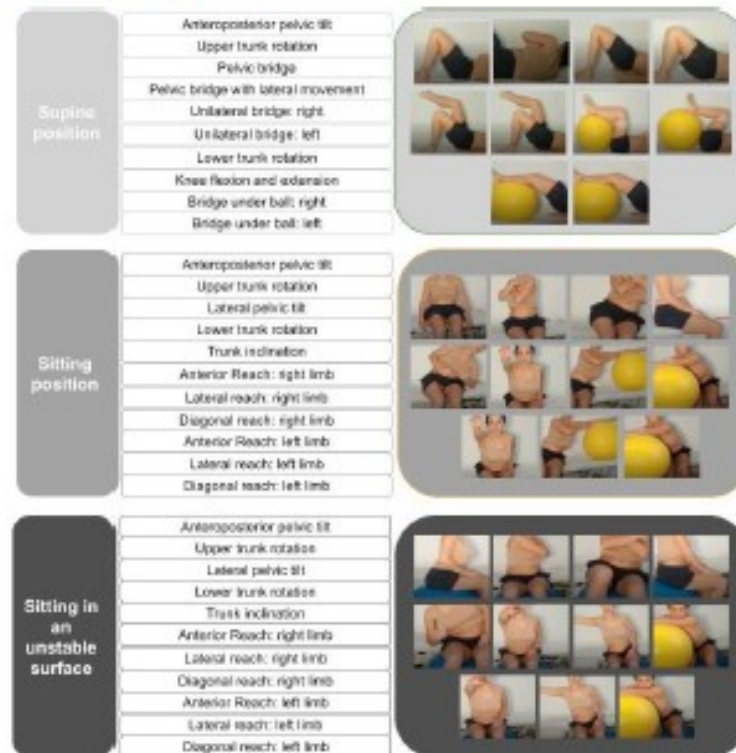 Supine
position
Anteroposterior pelvic tilt
Upper trunk rotation
Pelvic bridge
Pelvic bridge with lateral movement
Unilateral bridge: right
Unilateral bridge: left
Lower trunk rotation
Knee flexion and extension
Bridge under ball: right
Bridge under ball: left
Sitting
position
Anteroposterior pelvic tilt
Upper trunk rotation
Lateral pelvic tilt
Lower trunk rotation
Trunk inclination
Anterior Reach: right limb
Lateral reach: right limb
Diagonal reach: right limb
Anterior Reach: left limb
Lateral reach: left limb
Diagonal reach: left limb
Sitting in
an
unstable
surface
Anteroposterior pelvic tilt
Upper trunk rotation
Lateral pelvic tilt
Lower trunk rotation
Trunk inclination
Anterior Reach: right limb
Lateral reach: right limb
Diagonal reach: right limb
Anterior Reach: left limb
Lateral reach: left limb
Diagonal reach: left limb